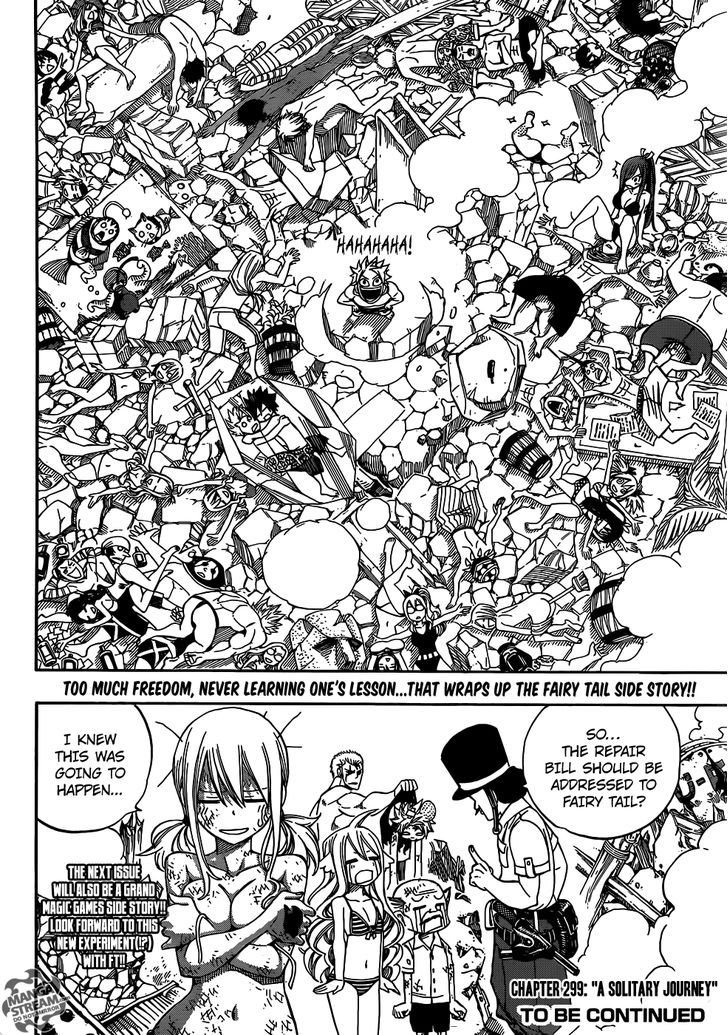 HAHAHAHA!
TOO MUCH FREEDOM, NEVER LEARNING ONE'S LESSON...THAT WRAPS UP THE FAIRY TAIL SIDE STORY!!
I KNEW
THIS WAS
GOING TO
HAPPEN...
SO...
THE REPAIR
BILL SHOULD BE
ADDRESSED TO
FAIRY TAIL?
THE NEXT ISSUE
WILL ALSO BE A GRAND
MAGIC GAMES SIDE STORY!!
LOOK FORWARD TO THIS
NEW EXPERIMENT(!?)
WITH FT!!
CHAPTER 299: "A SOLITARY JOURNEY"
TO BE CONTINUED
MANGA
STREAM